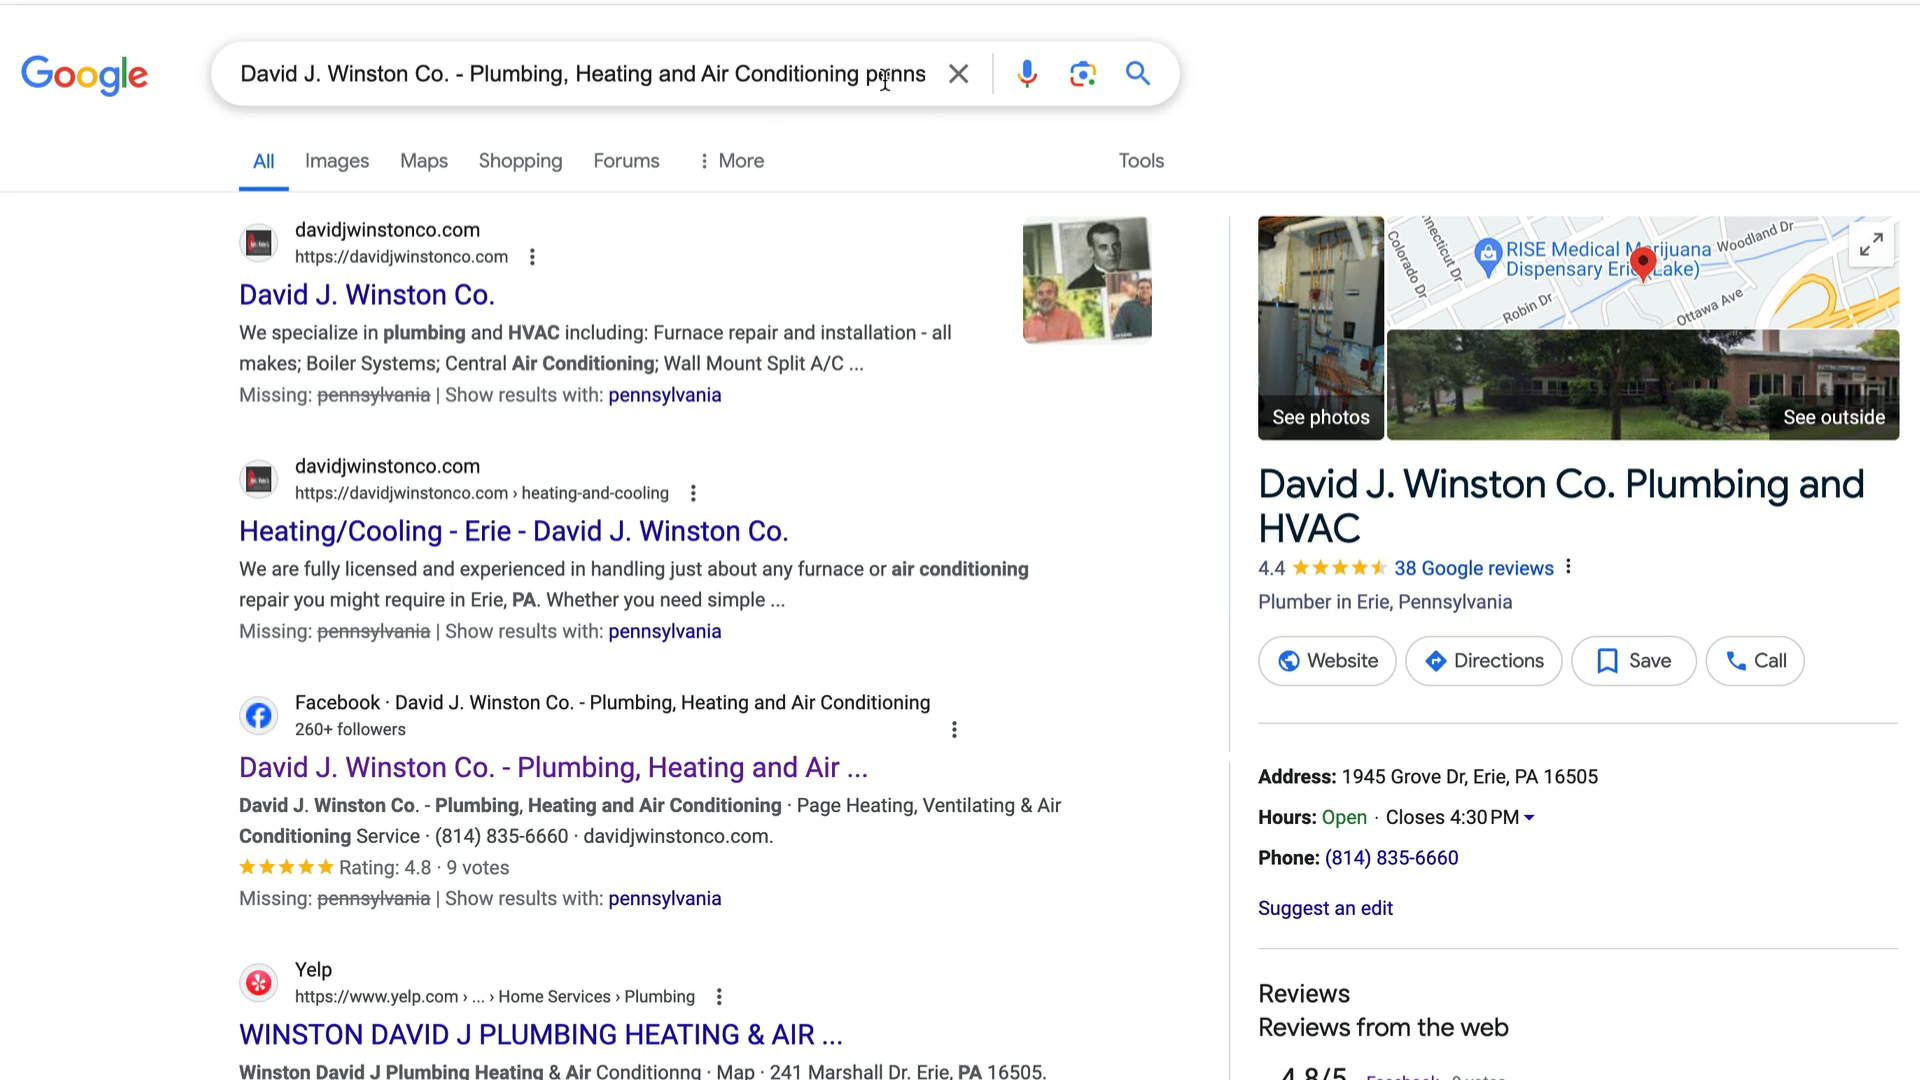 Google
David J. Winston Co. - Plumbing, Heating and Air Conditioning penns
All Images Maps Shopping Forums More Tools
davidjwinstonco.com
https://davidjwinstonco.com
David J. Winston Co.
We specialize in plumbing and HVAC including: Furnace repair and installation - all
makes; Boiler Systems; Central Air Conditioning; Wall Mount Split A/C ...
Missing: pennsylvania | Show results with: pennsylvania
davidjwinstonco.com
https://davidjwinstonco.com › heating-and-cooling
Heating/Cooling - Erie - David J. Winston Co.
We are fully licensed and experienced in handling just about any furnace or air conditioning
repair you might require in Erie, PA. Whether you need simple ...
Missing: pennsylvania | Show results with: pennsylvania
Facebook · David J. Winston Co. - Plumbing, Heating and Air Conditioning
260+ followers
David J. Winston Co. - Plumbing, Heating and Air ...
David J. Winston Co. - Plumbing, Heating and Air Conditioning · Page Heating, Ventilating & Air
Conditioning Service · (814) 835-6660 · davidjwinstonco.com.
Rating: 4.8 · 9 votes
Missing: pennsylvania | Show results with: pennsylvania
Yelp
https://www.yelp.com › ... › Home Services › Plumbing
WINSTON DAVID J PLUMBING HEATING & AIR ...
Winston David J Plumbing Heating & Air Conditionng · Map · 241 Marshall Dr. Erie, PA 16505.
Colorado Dr
RISE Medical Marijuana
Dispensary Erie (Lake)
Woodland Dr
Robin Dr
Ottawa Ave
See photos
See outside
David J. Winston Co. Plumbing and
HVAC
4.4 38 Google reviews
Plumber in Erie, Pennsylvania
Website Directions Save Call
Address: 1945 Grove Dr, Erie, PA 16505
Hours: Open · Closes 4:30 PM
Phone: (814) 835-6660
Suggest an edit
Reviews
Reviews from the web
4.8/5 Facebook · 9 votes